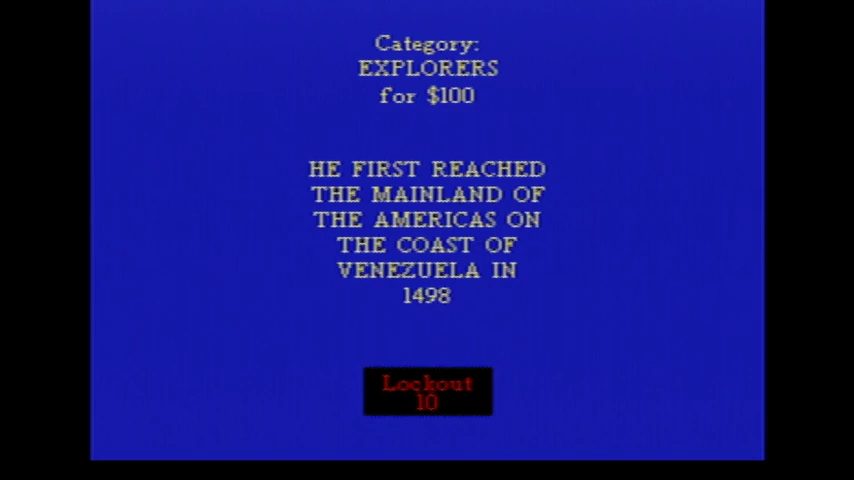 Category:
EXPLORERS
for $100
HE FIRST REACHED
THE MAINLAND OF
THE AMERICAS ON
THE COAST OF
VENEZUELA IN
1498
Lockout
10